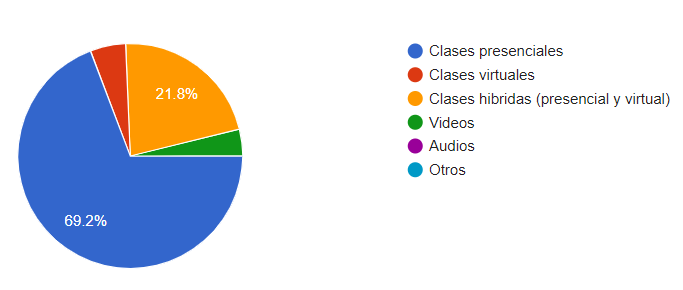 Clases presenciales
Clases virtuales
21.8%
Clases hibridas (presencial y virtual)
Videos
Audios
Otros
69.2%